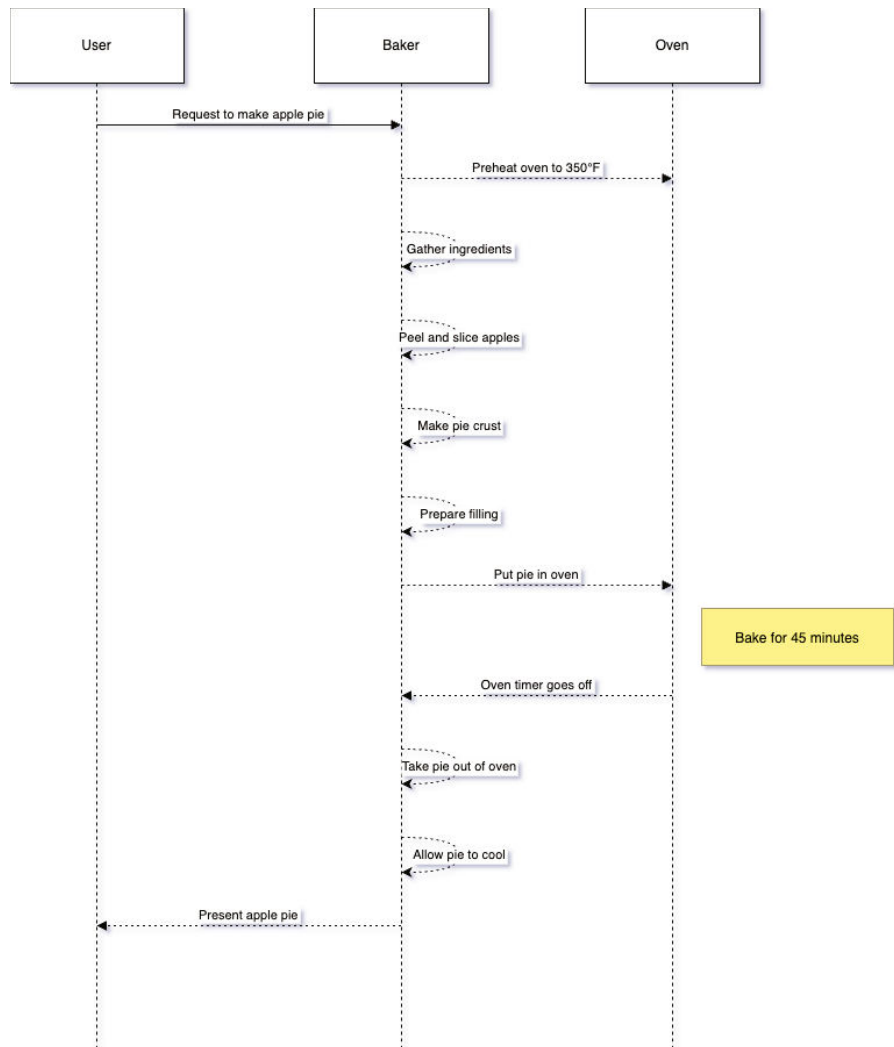 User
Baker
Oven
Request to make apple pie
Preheat oven to 350°F
Gather ingredients
Peel and slice apples
Make pie crust
Prepare filling
Put pie in oven
Bake for 45 minutes
Oven timer goes off
Take pie out of oven
Allow pie to cool
Present apple pie